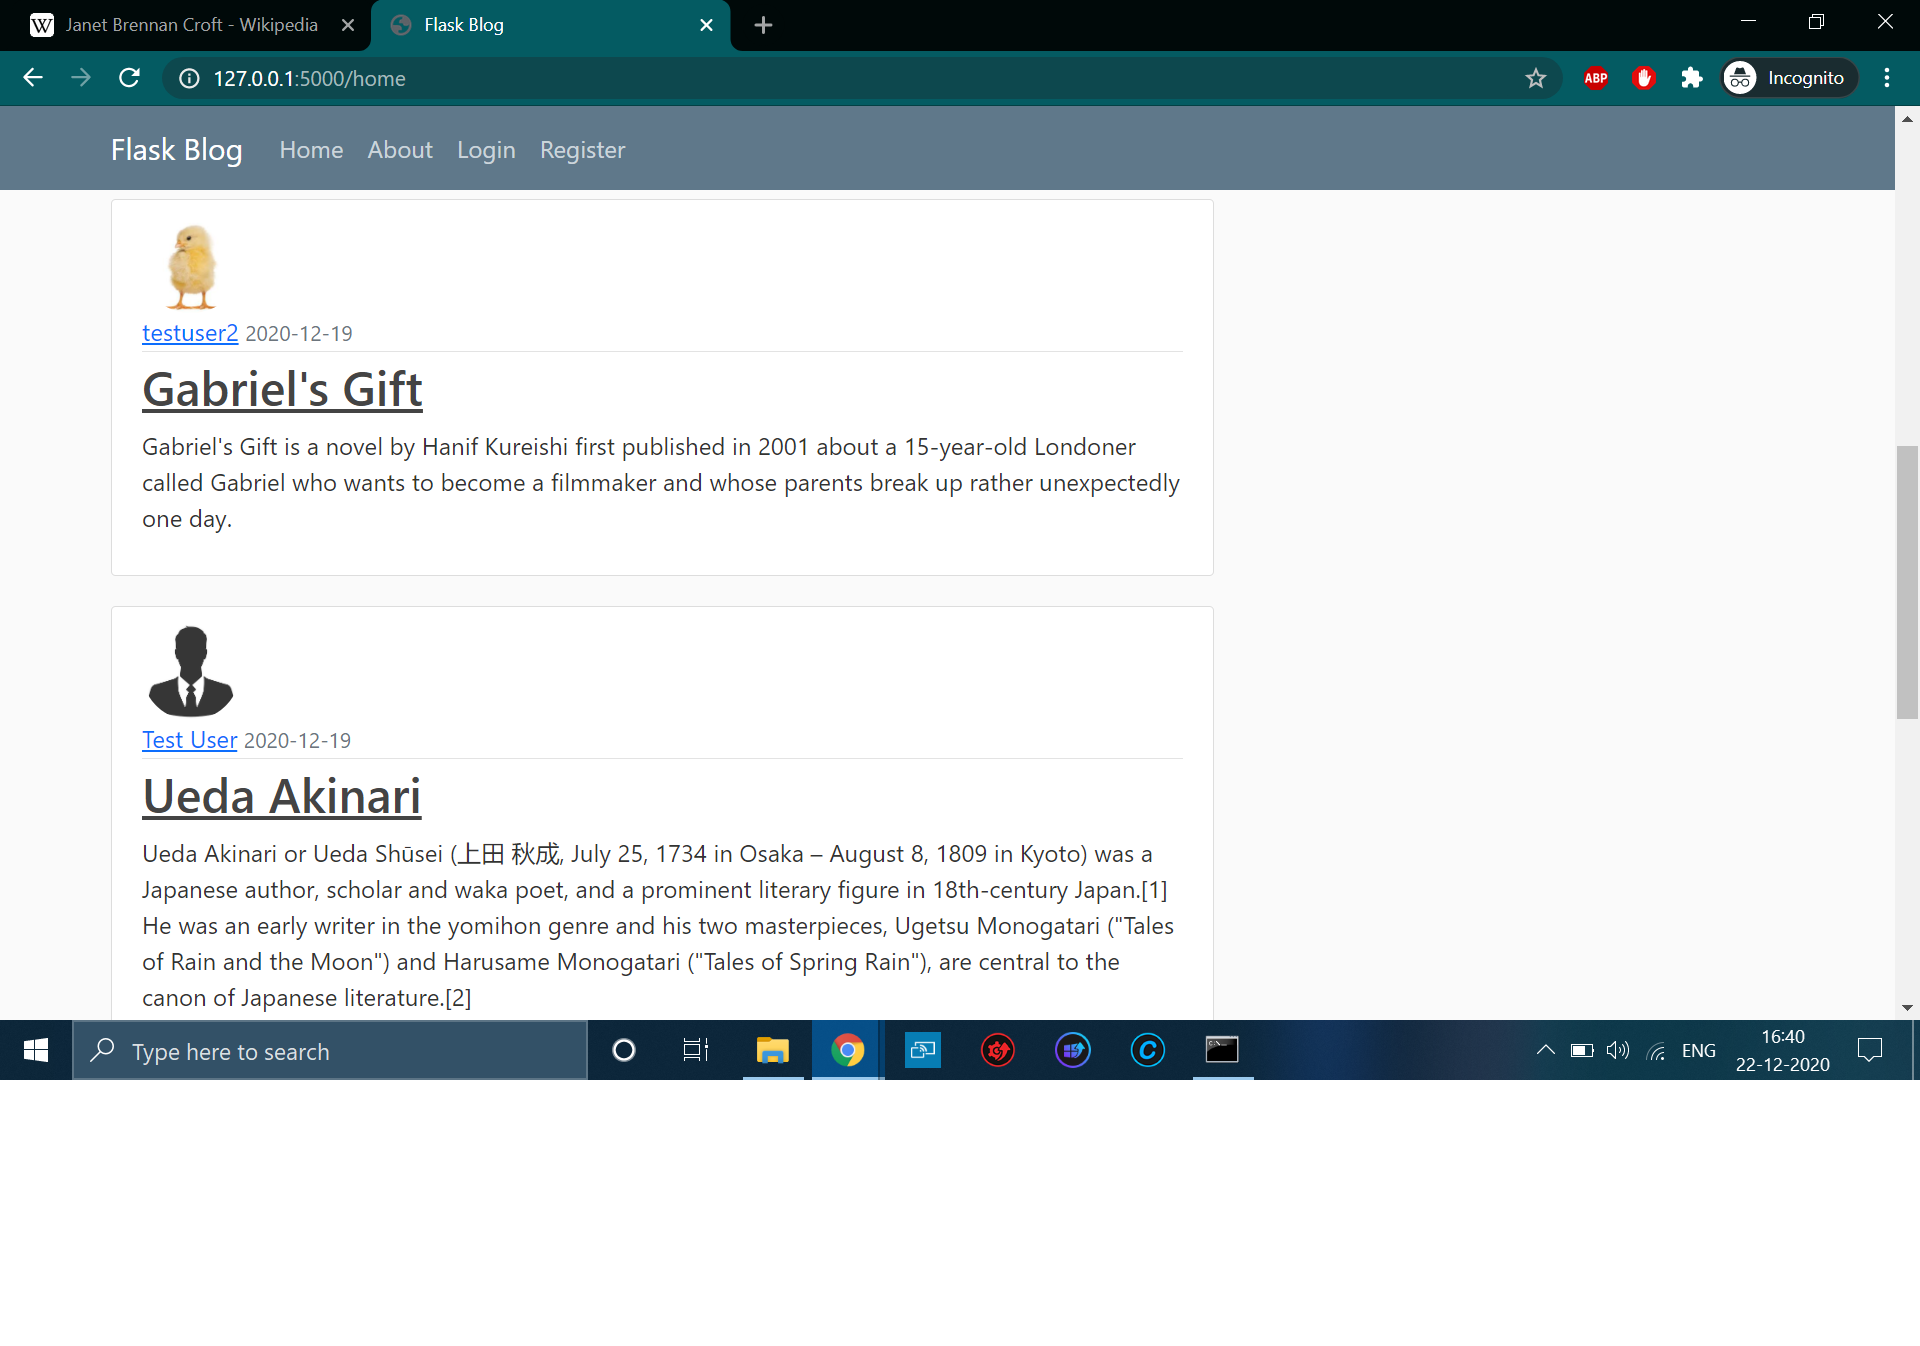 Janet Brennan Croft - Wikipedia
Flask Blog
127.0.0.1:5000/home
ABP
Incognito
Flask Blog Home About Login Register
testuser2 2020-12-19
Gabriel's Gift
Gabriel's Gift is a novel by Hanif Kureishi first published in 2001 about a 15-year-old Londoner
called Gabriel who wants to become a filmmaker and whose parents break up rather unexpectedly
one day.
Test User 2020-12-19
Ueda Akinari
Ueda Akinari or Ueda Shūsei (上田 秋成, July 25, 1734 in Osaka – August 8, 1809 in Kyoto) was a
Japanese author, scholar and waka poet, and a prominent literary figure in 18th-century Japan.[1]
He was an early writer in the yomihon genre and his two masterpieces, Ugetsu Monogatari ("Tales
of Rain and the Moon") and Harusame Monogatari ("Tales of Spring Rain"), are central to the
canon of Japanese literature.[2]
Type here to search
ENG
16:40
22-12-2020